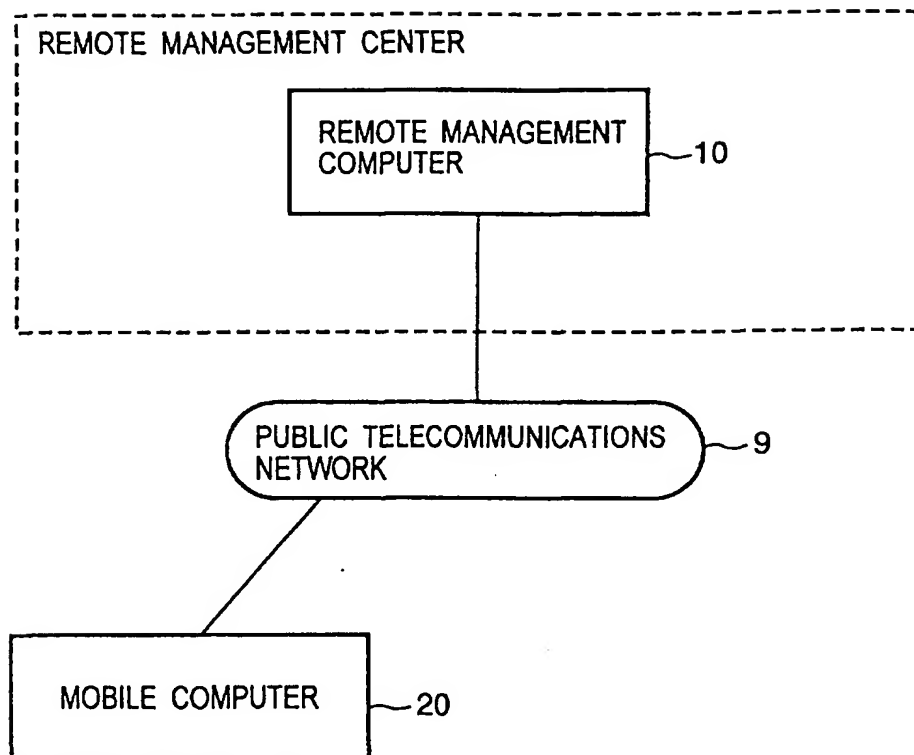 REMOTE MANAGEMENT CENTER
REMOTE MANAGEMENT
COMPUTER
10
PUBLIC TELECOMMUNICATIONS
NETWORK
9
MOBILE COMPUTER
20